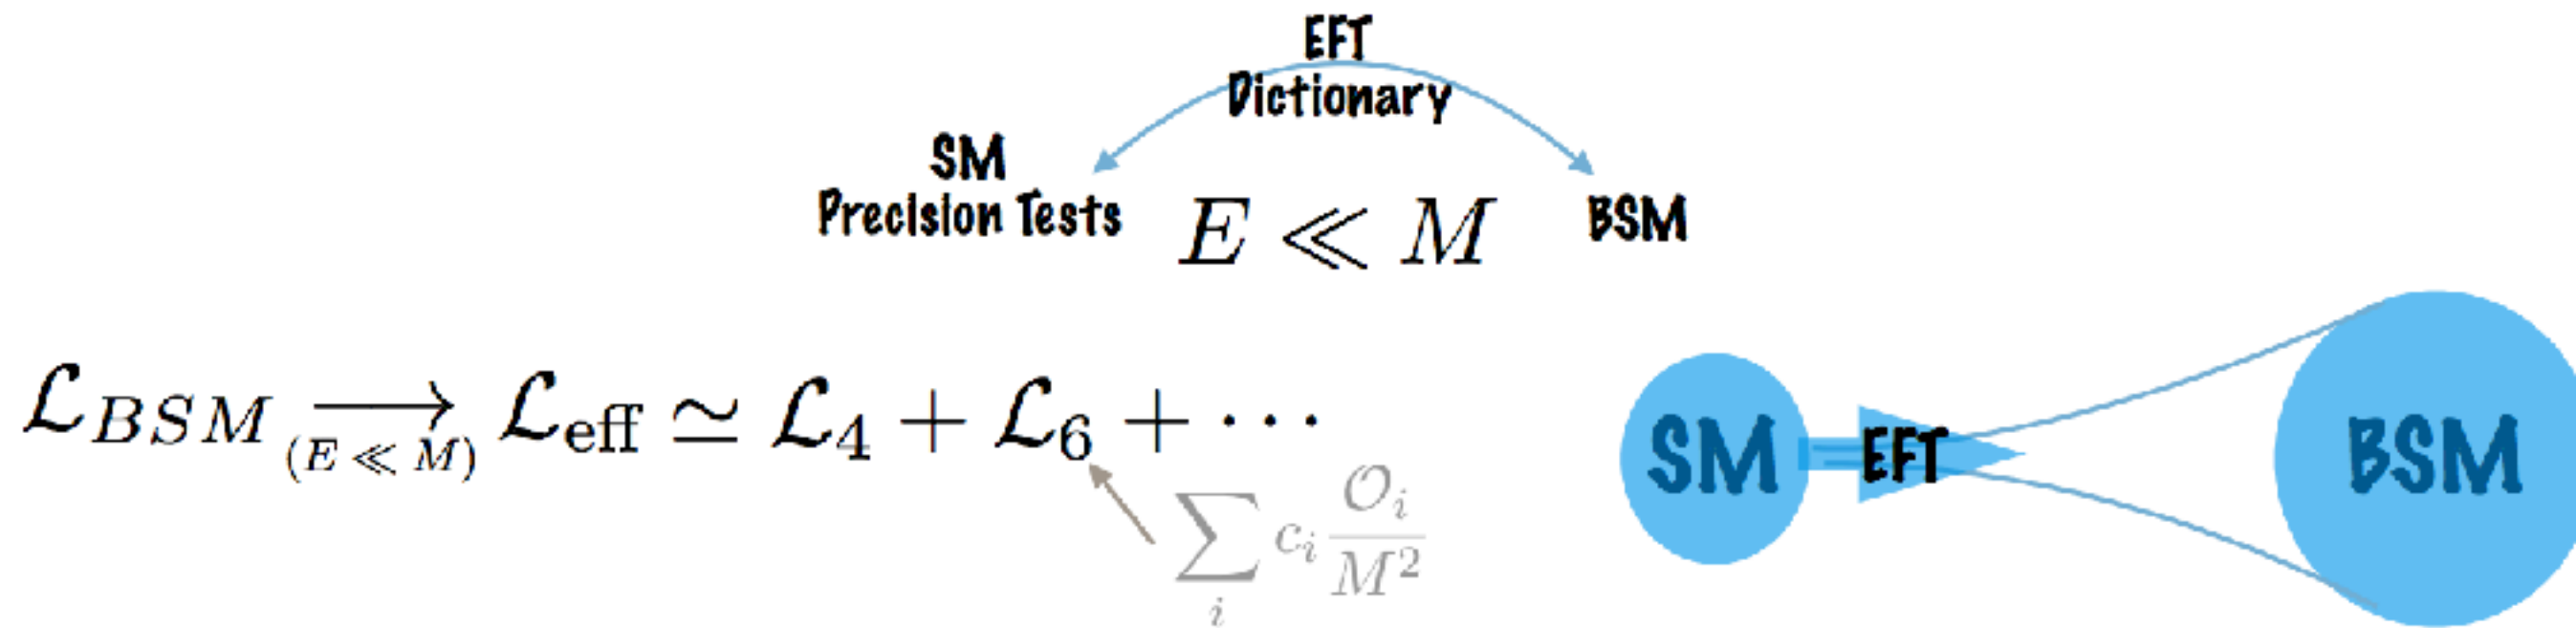 EFT
Dictionary
SM
Precision Tests
E ≪ M
BSM
ℒ_{BSM} ⟶_{(E ≪ M)} ℒ_{eff} ≃ ℒ_4 + ℒ_6 + ⋯
∑_i c_i 𝒪_i / M^2
SM
EFT
BSM